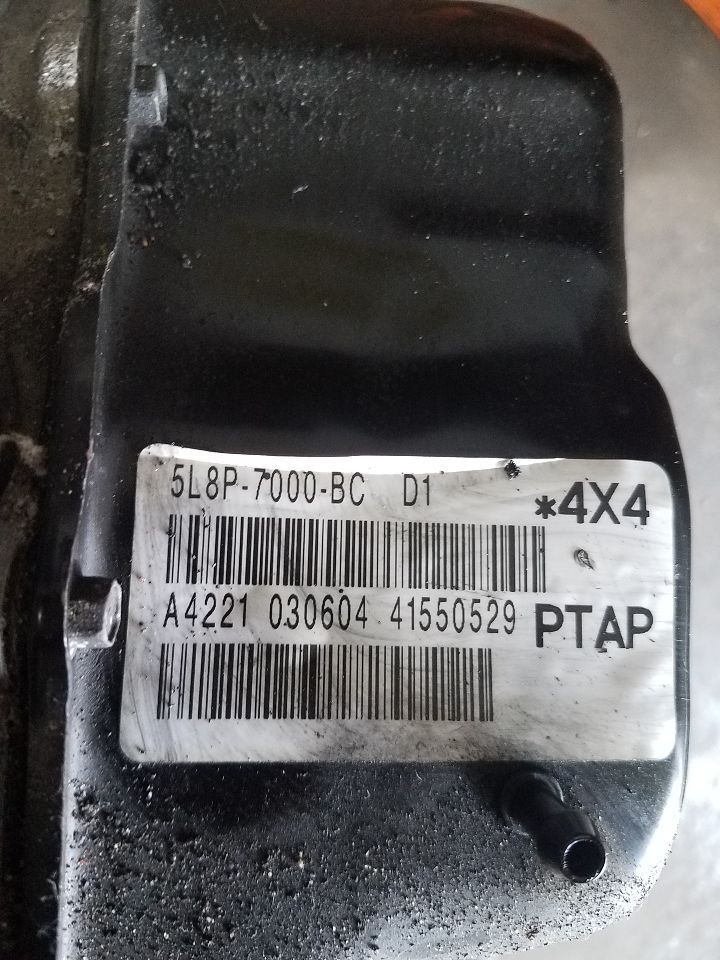 5L8P-7000-BC D1
*4X4
A4221 030604 41550529
PTAP